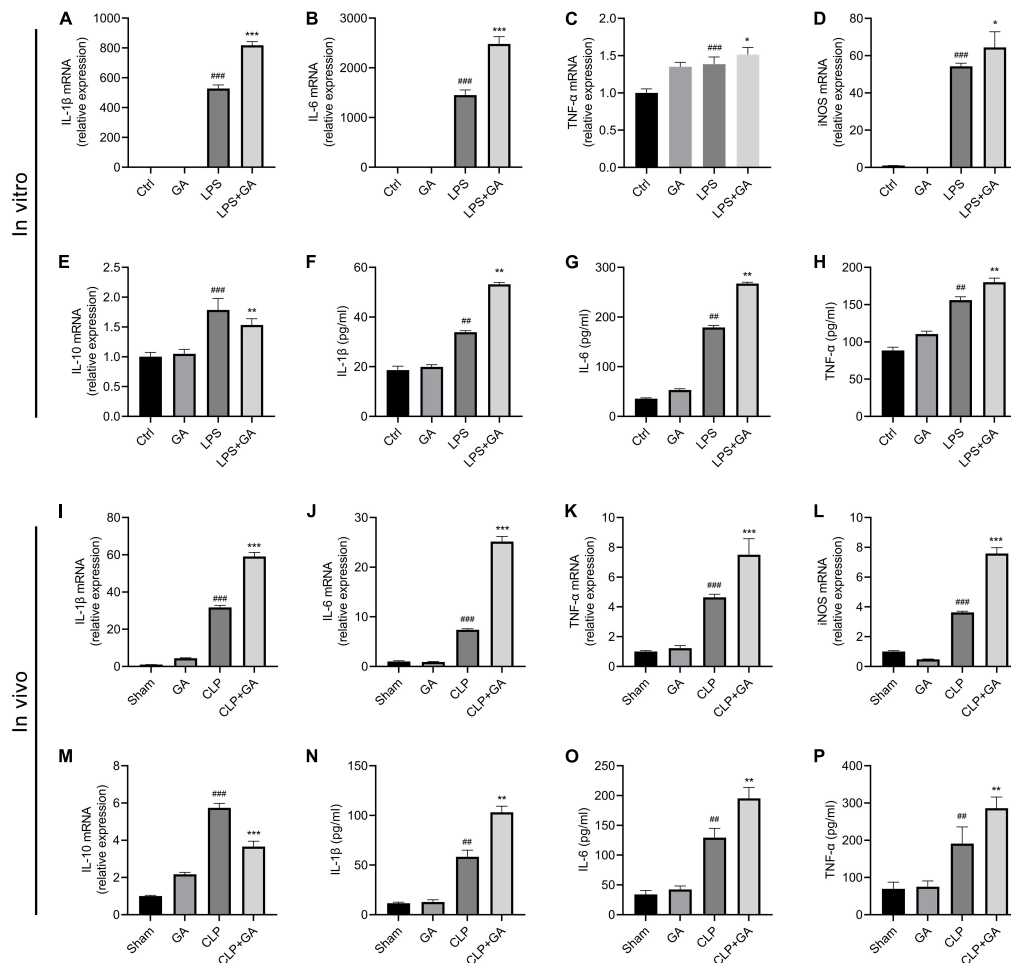 In vitro
A
IL-1β mRNA
(relative expression)
1000
800
600
400
200
0
###
***
Ctrl
GA
LPS
LPS+GA
B
IL-6 mRNA
(relative expression)
3000
2000
1000
0
###
***
Ctrl
GA
LPS
LPS+GA
C
TNF-α mRNA
(relative expression)
2.0
1.5
1.0
0.5
0.0
###
*
Ctrl
GA
LPS
LPS+GA
D
iNOS mRNA
(relative expression)
80
60
40
20
0
###
*
Ctrl
GA
LPS
LPS+GA
E
IL-10 mRNA
(relative expression)
2.5
2.0
1.5
1.0
0.5
0.0
###
**
Ctrl
GA
LPS
LPS+GA
F
IL-1β (pg/ml)
60
40
20
0
##
**
Ctrl
GA
LPS
LPS+GA
G
IL-6 (pg/ml)
300
200
100
0
##
**
Ctrl
GA
LPS
LPS+GA
H
TNF-α (pg/ml)
200
150
100
50
0
##
**
Ctrl
GA
LPS
LPS+GA
In vivo
I
IL-1β mRNA
(relative expression)
80
60
40
20
0
###
***
Sham
GA
CLP
CLP+GA
J
IL-6 mRNA
(relative expression)
30
20
10
0
###
***
Sham
GA
CLP
CLP+GA
K
TNF-α mRNA
(relative expression)
10
8
6
4
2
0
###
***
Sham
GA
CLP
CLP+GA
L
iNOS mRNA
(relative expression)
10
8
6
4
2
0
###
***
Sham
GA
CLP
CLP+GA
M
IL-10 mRNA
(relative expression)
8
6
4
2
0
###
***
Sham
GA
CLP
CLP+GA
N
IL-1β (pg/ml)
150
100
50
0
##
**
Sham
GA
CLP
CLP+GA
O
IL-6 (pg/ml)
250
200
150
100
50
0
##
**
Sham
GA
CLP
CLP+GA
P
TNF-α (pg/ml)
400
300
200
100
0
##
**
Sham
GA
CLP
CLP+GA